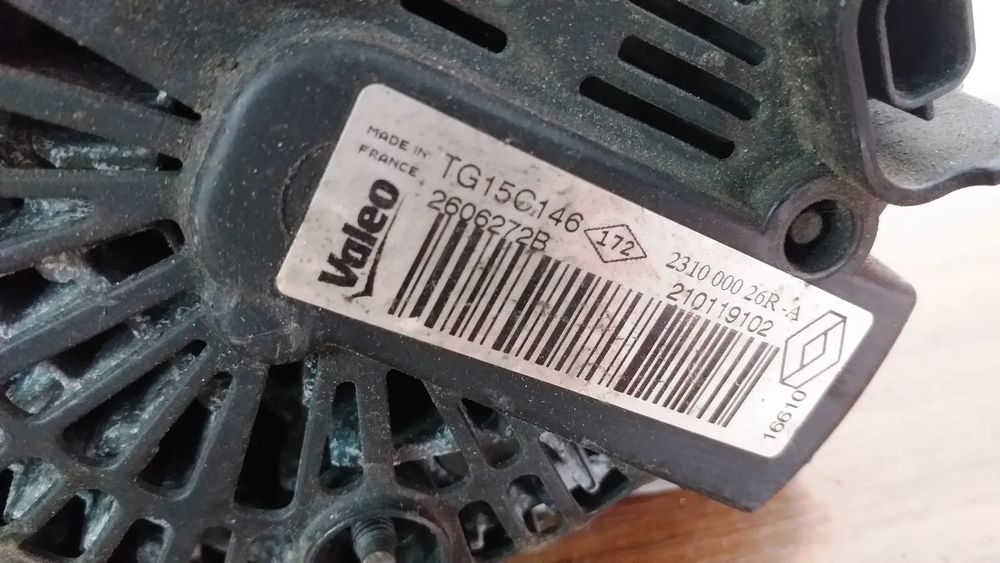 MADE IN
FRANCE
Valeo
TG15C146
2606272B
172
2310 000 26R-A
210119102
16610